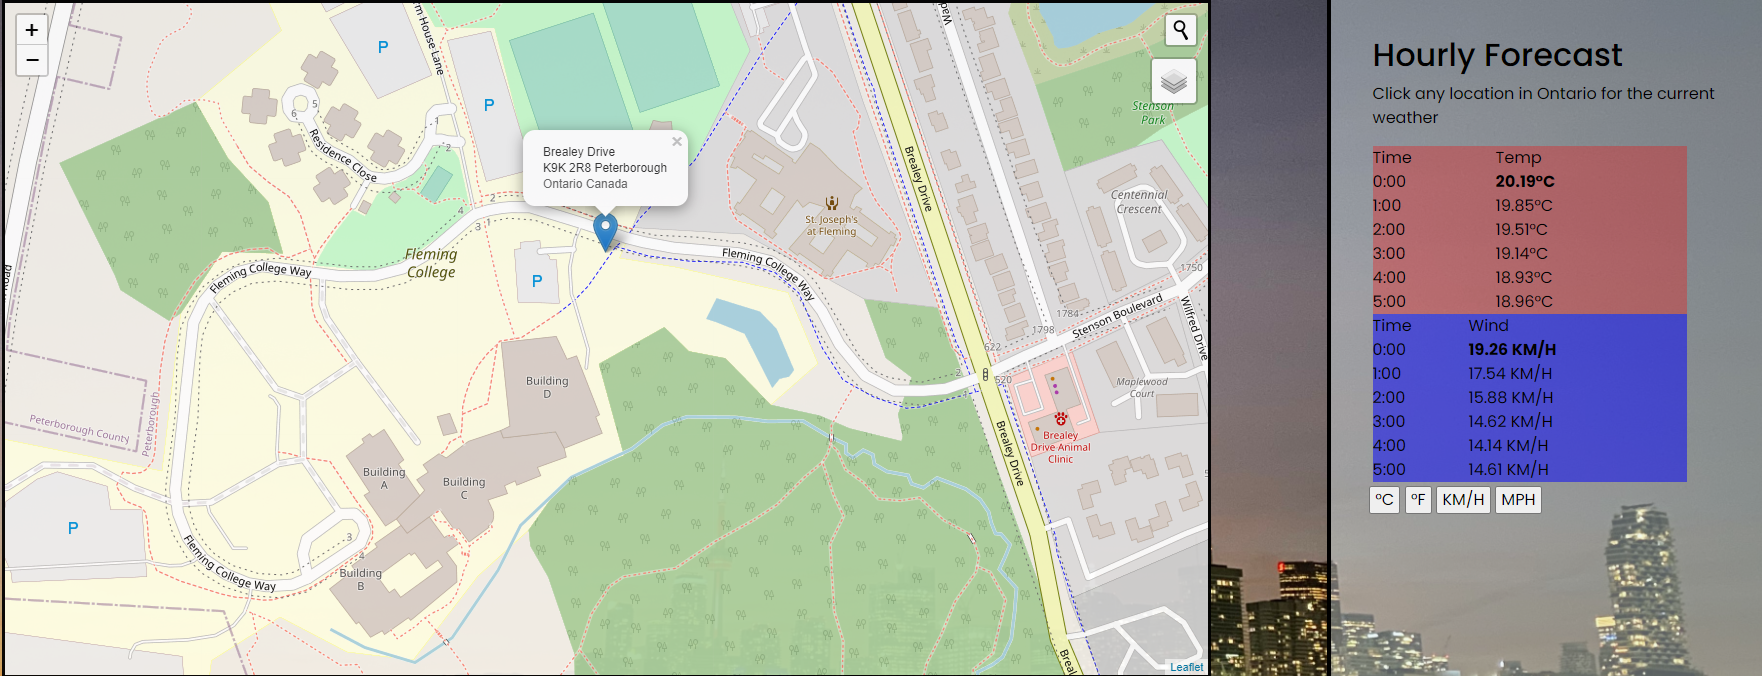 +
−
m House Lane
P
P
5
6
1
2
Residence Close
Brealey Drive
K9K 2R8 Peterborough
Ontario Canada
×
2
4
3
Fleming
College
Fleming College Way
P
Fleming College Way
St. Joseph's
at Fleming
Brealey Drive
Stenson
Park
Centennial
Crescent
1750
1784
1798
Stenson Boulevard
Wilfred Drive
622
620
2
Maplewood
Court
Brealey
Drive Animal
Clinic
Brealey Drive
Building
D
Building
A
Building
C
Building
B
Peterborough County
Peterborough
P
3
4
Fleming College Way
Breal
Leaflet
Hourly Forecast
Click any location in Ontario for the current
weather
Time Temp
0:00 20.19°C
1:00 19.85°C
2:00 19.51°C
3:00 19.14°C
4:00 18.93°C
5:00 18.96°C
Time Wind
0:00 19.26 KM/H
1:00 17.54 KM/H
2:00 15.88 KM/H
3:00 14.62 KM/H
4:00 14.14 KM/H
5:00 14.61 KM/H
°C °F KM/H MPH